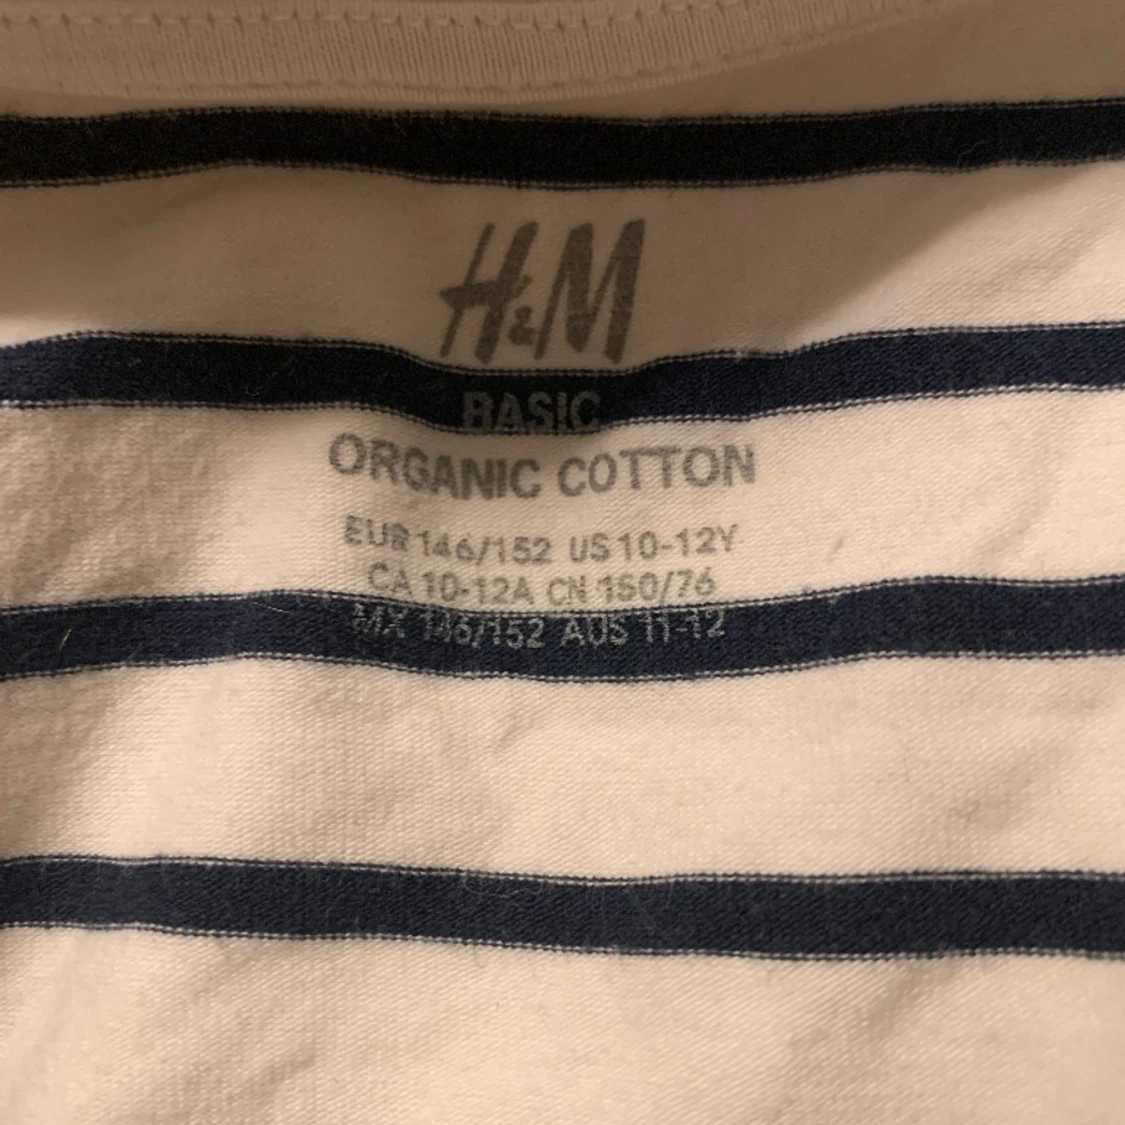 H&M
BASIC
ORGANIC COTTON
EUR 146/152 US 10-12Y
CA 10-12A CN 150/76
MX 146/152 AUS 11-12